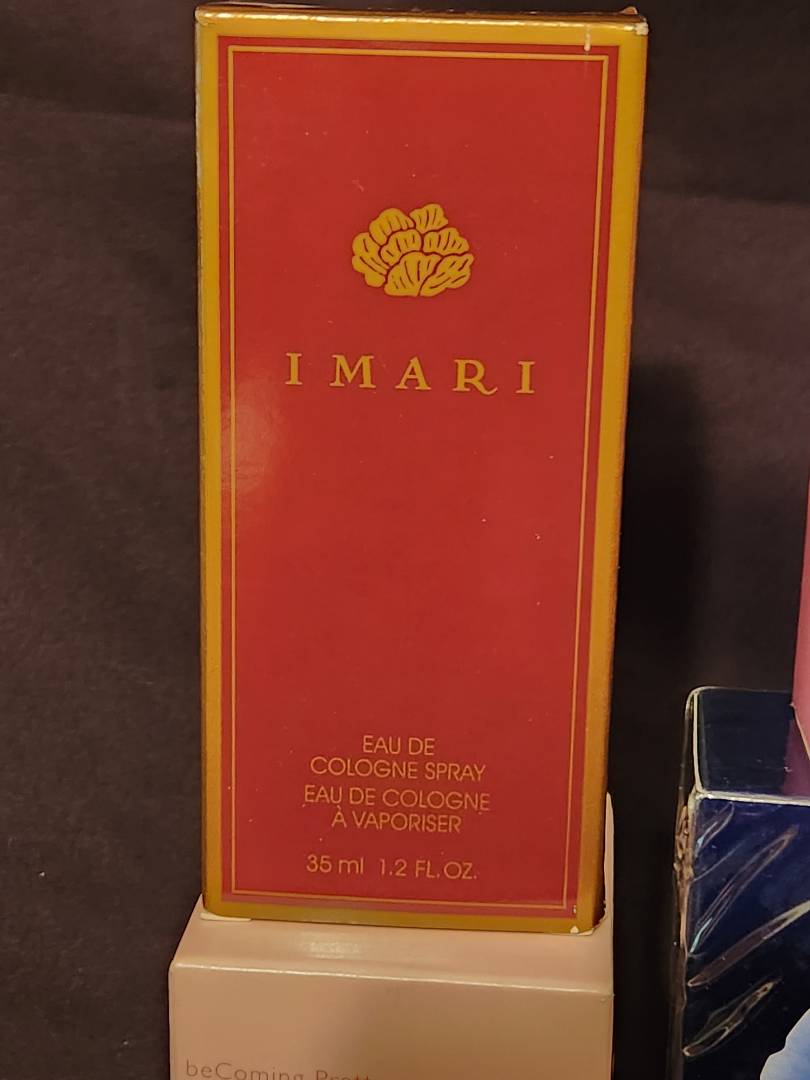 IMARI
EAU DE
COLOGNE SPRAY
EAU DE COLOGNE
À VAPORISER
35 ml 1.2 FL.OZ.
beComing